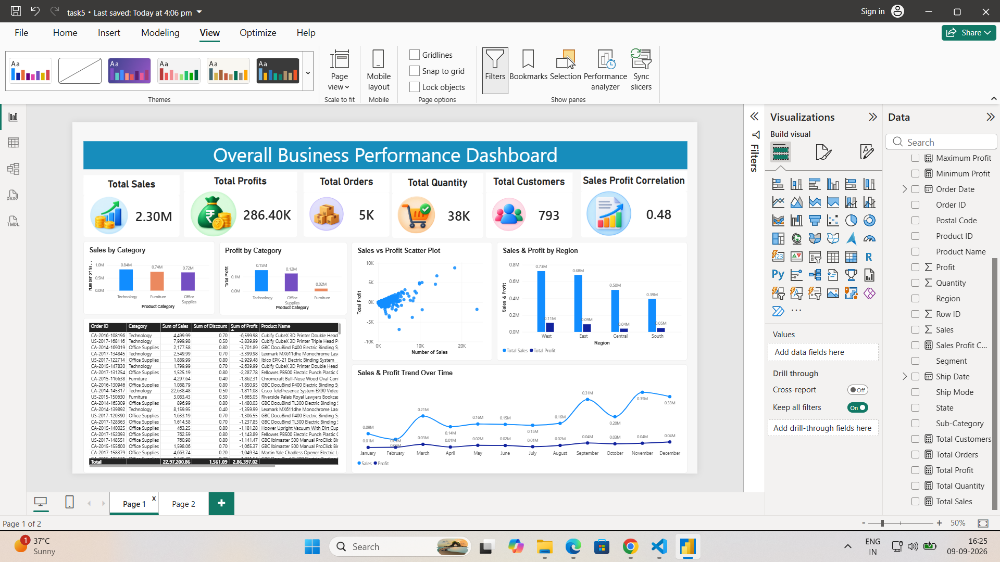 task5 • Last saved: Today at 4:06 pm
Sign in
File Home Insert Modeling View Optimize Help
Share
Aa Aa Aa Aa Aa
Themes
Page view
Scale to fit
Mobile layout
Mobile
Gridlines
Snap to grid
Lock objects
Page options
Filters
Bookmarks
Selection
Performance analyzer
Sync slicers
Show panes
DAX
TMDL
Overall Business Performance Dashboard
Total Sales
2.30M
Total Profits
₹
286.40K
Total Orders
5K
Total Quantity
38K
Total Customers
793
Sales Profit Correlation
0.48
Sales by Category
Number of Sa...
1.0M
0.5M
0.0M
0.84M 0.74M 0.72M
Technology Furniture Office Supplies
Product Category
Profit by Category
Total Profit
0.1M
0.0M
0.15M 0.12M 0.02M
Technology Office Supplies Furniture
Product Category
Sales vs Profit Scatter Plot
Total Profit
10K
5K
0K
-5K
-10K
0K 10K 20K
Number of Sales
Sales & Profit by Region
Sales & Profit
0.8M
0.6M
0.4M
0.2M
0.0M
0.73M 0.68M 0.50M 0.39M
0.11M 0.09M 0.04M 0.05M
West East Central South
Region
Total Sales Total Profit
Order ID Category Sum of Sales Sum of Discount Sum of Profit Product Name
CA-2016-108196 Technology 4,499.99 0.70 -6,599.98 Cubify CubeX 3D Printer Double Head
US-2017-168116 Technology 7,999.98 0.50 -3,839.99 Cubify CubeX 3D Printer Triple Head P
CA-2014-169019 Office Supplies 2,177.58 0.80 -3,701.89 GBC DocuBind P400 Electric Binding Sy
CA-2017-134845 Technology 2,549.99 0.70 -3,399.98 Lexmark MX611dhe Monochrome Lase
US-2017-122714 Office Supplies 1,889.99 0.80 -2,929.48 Ibico EPK-21 Electric Binding System
CA-2015-147830 Technology 1,799.99 0.70 -2,639.99 Cubify CubeX 3D Printer Double Head
CA-2017-131254 Office Supplies 1,525.19 0.80 -2,287.78 Fellowes PB500 Electric Punch Plastic C
CA-2015-116638 Furniture 4,297.64 0.40 -1,862.31 Chromcraft Bull-Nose Wood Oval Con
CA-2016-130946 Office Supplies 1,088.79 0.80 -1,850.95 GBC DocuBind P400 Electric Binding Sy
CA-2014-145317 Technology 22,638.48 0.50 -1,811.08 Cisco TelePresence System EX90 Video
US-2015-150630 Furniture 3,083.43 0.50 -1,665.05 Riverside Palais Royal Lawyers Bookcas
CA-2014-165309 Office Supplies 896.99 0.80 -1,480.03 GBC DocuBind TL300 Electric Binding S
CA-2014-139892 Technology 8,159.95 0.40 -1,359.99 Lexmark MX611dhe Monochrome Lase
US-2017-120390 Office Supplies 1,633.19 0.70 -1,306.55 GBC DocuBind P400 Electric Binding Sy
CA-2017-128363 Office Supplies 1,614.58 0.70 -1,237.85 GBC DocuBind TL300 Electric Binding S
CA-2015-140025 Office Supplies 463.25 0.80 -1,181.28 Hoover Upright Vacuum With Dirt Cup
CA-2017-152093 Office Supplies 762.59 0.80 -1,143.89 Fellowes PB500 Electric Punch Plastic C
US-2017-148551 Office Supplies 760.98 0.80 -1,141.47 GBC Ibimaster 500 Manual ProClick Bin
CA-2015-155600 Office Supplies 1,598.06 0.70 -1,065.37 GBC Ibimaster 500 Manual ProClick Bin
CA-2017-158379 Office Supplies 4,663.74 0.20 -1,049.34 Martin Yale Chadless Opener Electric L
Total 22,97,200.86 1,561.09 2,86,397.02
Sales & Profit Trend Over Time
0.09M 0.21M 0.14M 0.16M 0.15M 0.15M 0.16M 0.31M 0.20M 0.35M 0.33M
0.01M 0.01M 0.03M 0.01M 0.02M 0.02M 0.01M 0.02M 0.04M 0.03M 0.04M 0.04M
January February March April May June July August September October November December
Sales Profit
Filters
Visualizations
Build visual
123
R
Py
Values
Add data fields here
Drill through
Cross-report Off
Keep all filters On
Add drill-through fields here
Data
Search
Maximum Profit
Minimum Profit
Order Date
Order ID
Postal Code
Product ID
Product Name
Profit
Quantity
Region
Row ID
Sales
Sales Profit C...
Segment
Ship Date
Ship Mode
State
Sub-Category
Total Customers
Total Orders
Total Profit
Total Quantity
Total Sales
Page 1 x
Page 2
+
Page 1 of 2
- + 50%
1
37°C
Sunny
Search
ENG
IN
16:25
09-09-2026